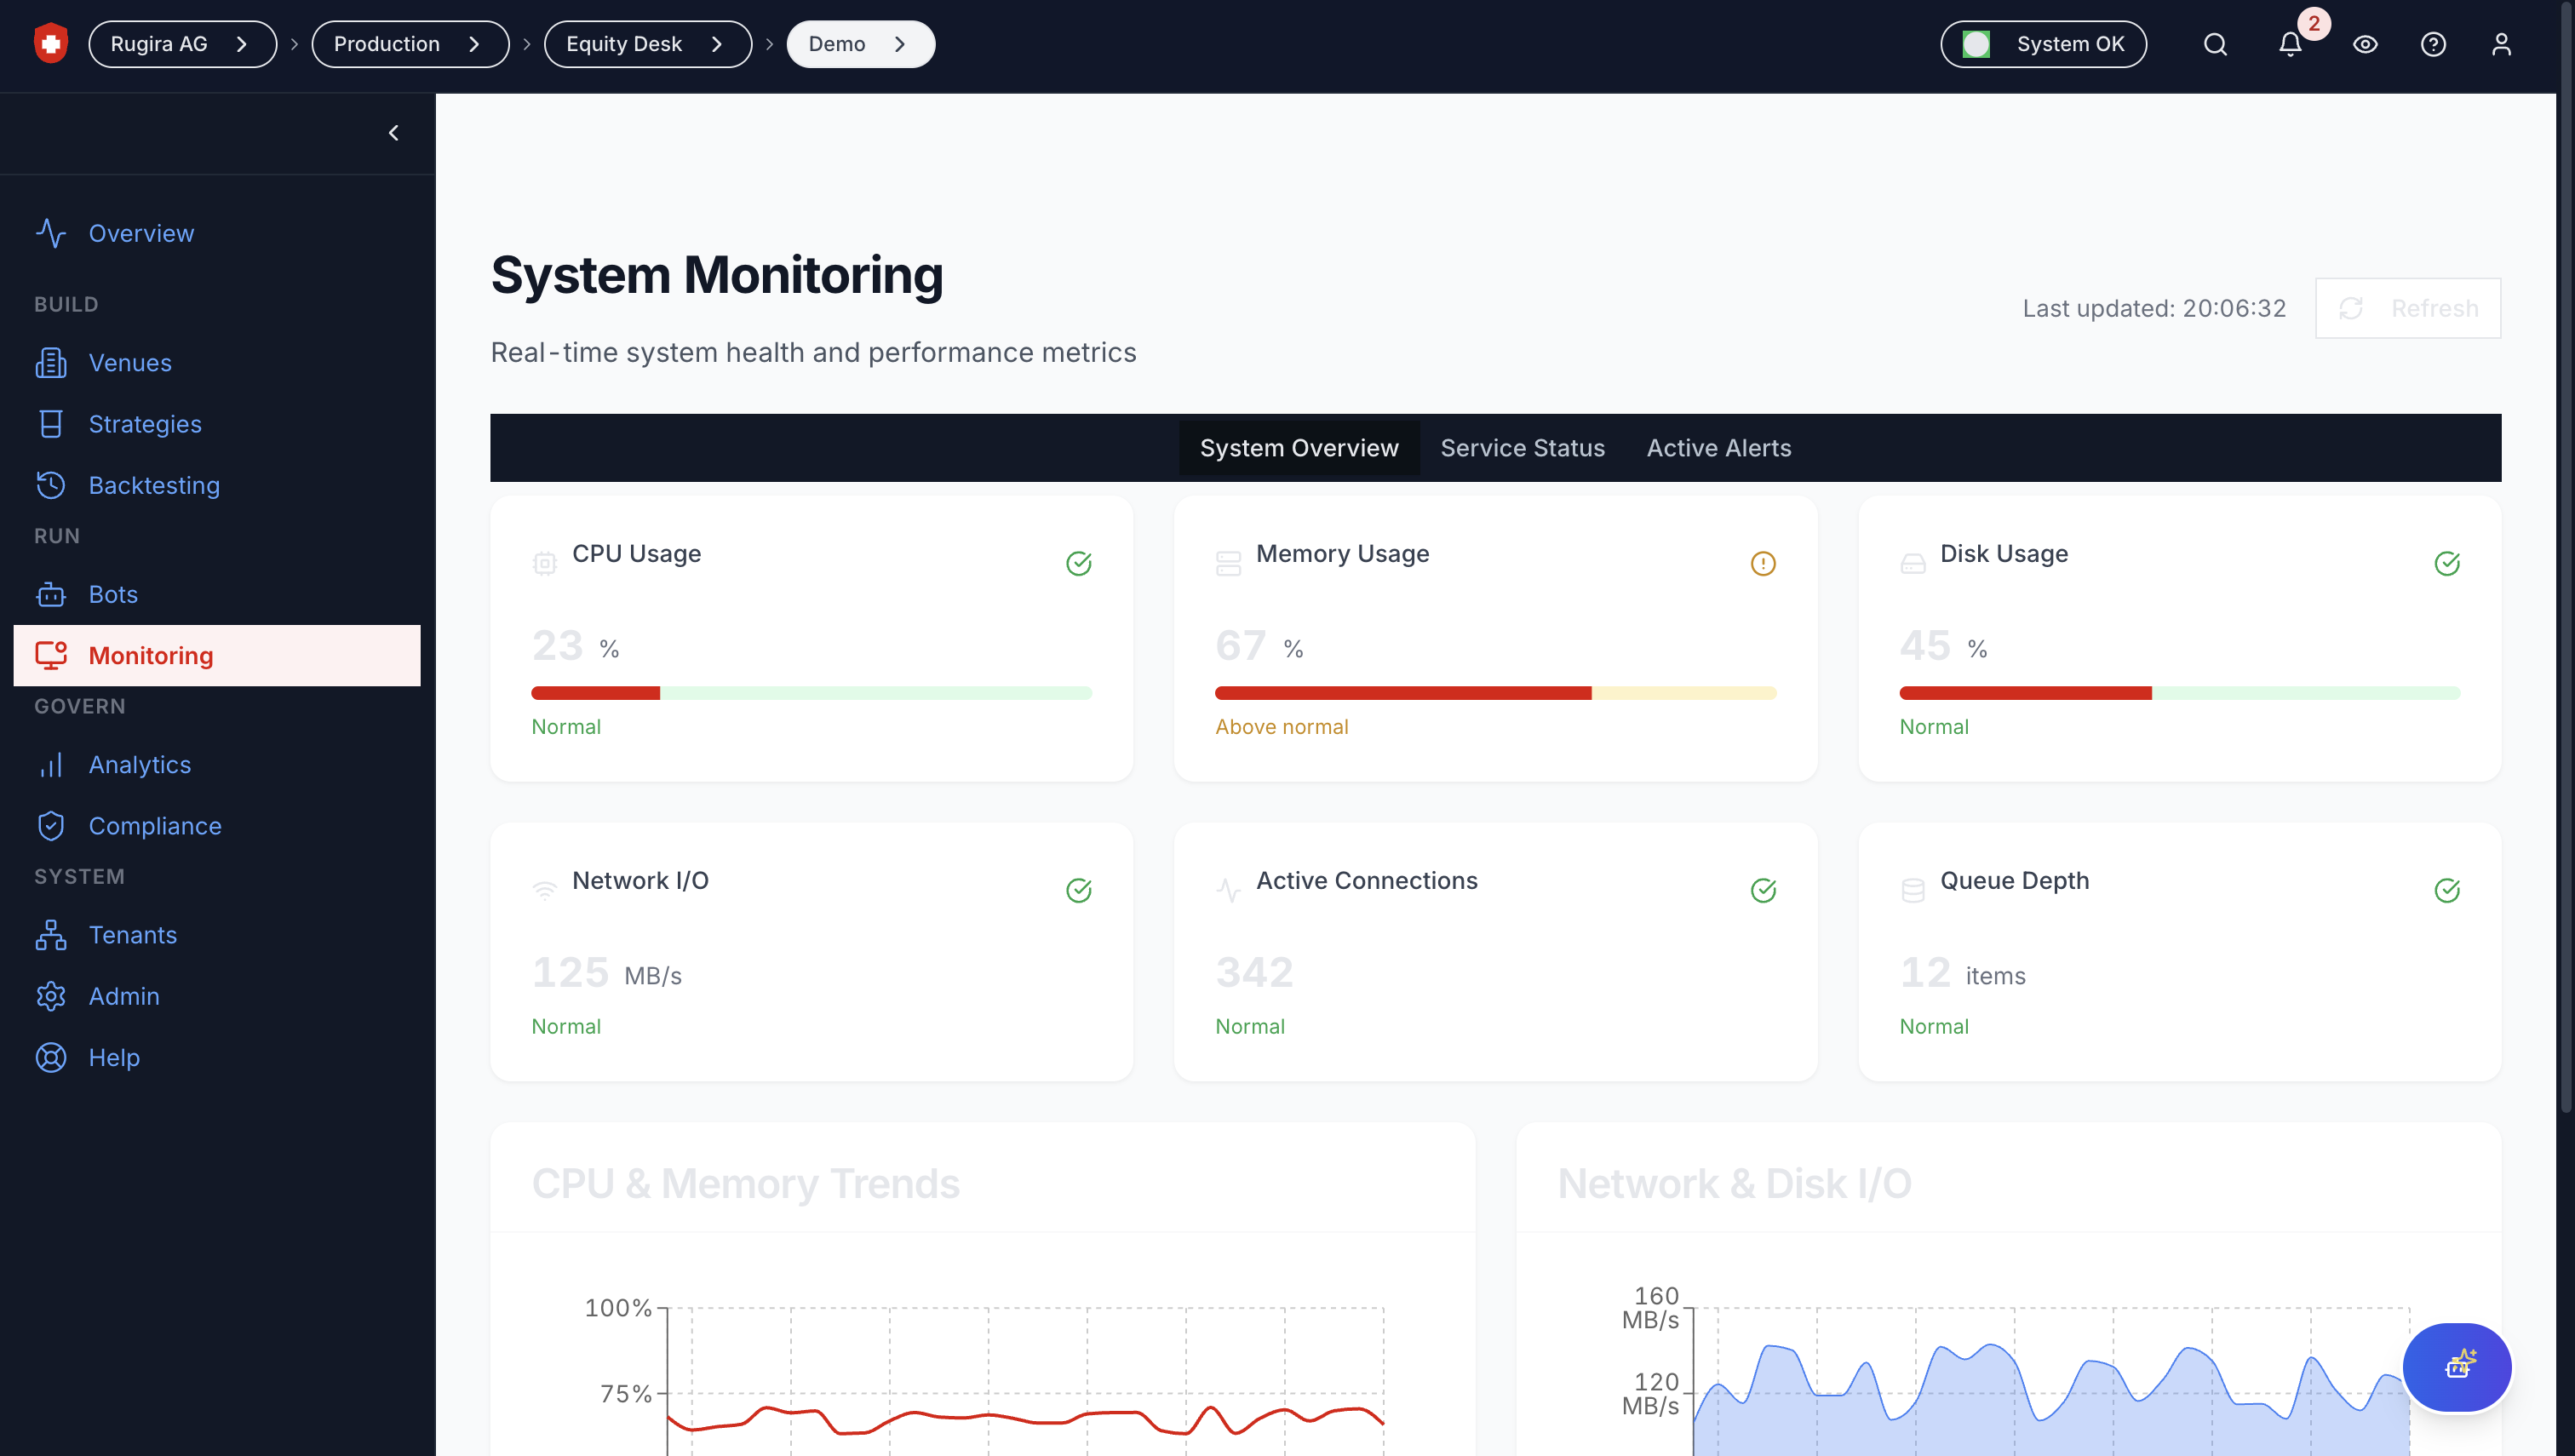 Rugira AG
Production
Equity Desk
Demo
System OK
2
Overview
BUILD
Venues
Strategies
Backtesting
RUN
Bots
Monitoring
GOVERN
Analytics
Compliance
SYSTEM
Tenants
Admin
Help
System Monitoring
Real-time system health and performance metrics
Last updated: 20:06:32
Refresh
System Overview
Service Status
Active Alerts
CPU Usage
23 %
Normal
Memory Usage
67 %
Above normal
Disk Usage
45 %
Normal
Network I/O
125 MB/s
Normal
Active Connections
342
Normal
Queue Depth
12 items
Normal
CPU & Memory Trends
100%
75%
Network & Disk I/O
160
MB/s
120
MB/s